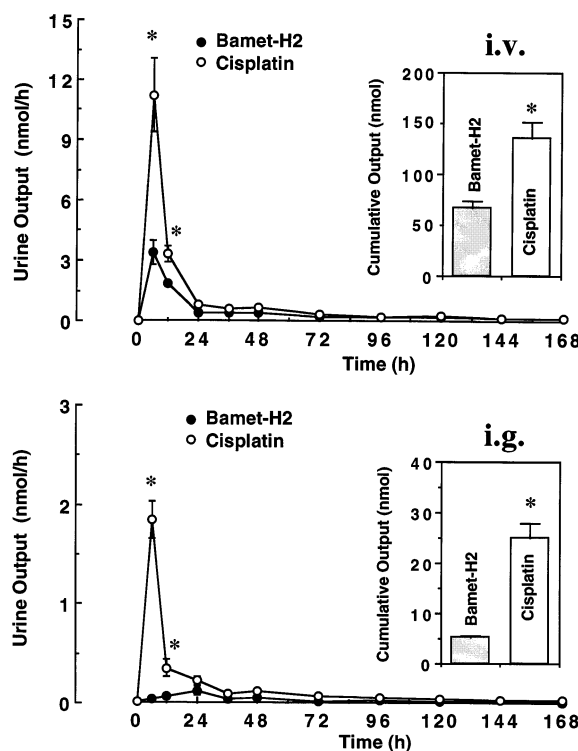 i.v.
Bamet-H2
Cisplatin
Urine Output (nmol/h)
15
12
9
6
3
0
*
*
0 24 48 72 96 120 144 168
Time (h)
Cumulative Output (nmol)
200
150
100
50
0
Bamet-H2
Cisplatin
*
i.g.
Bamet-H2
Cisplatin
Urine Output (nmol/h)
3
2
1
0
*
*
0 24 48 72 96 120 144 168
Time (h)
Cumulative Output (nmol)
40
30
20
10
0
Bamet-H2
Cisplatin
*